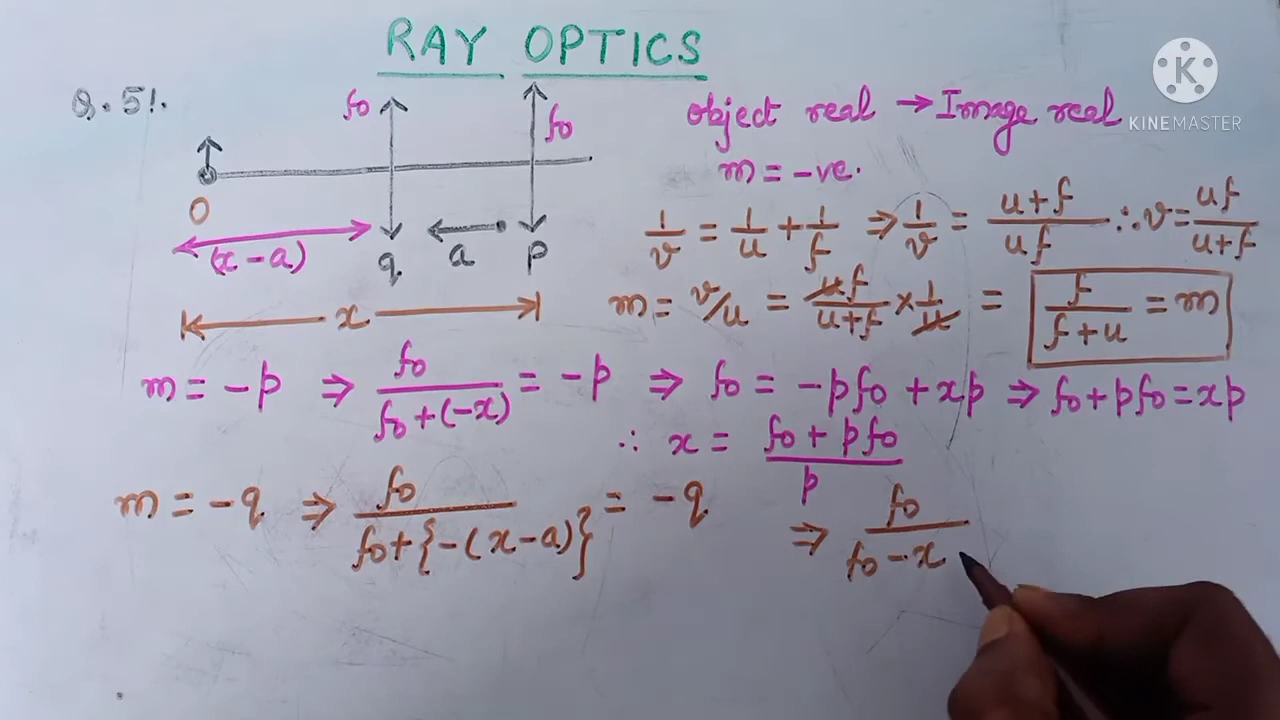 RAY OPTICS
Q.51.
fo
fo
object real → Image real
K
KINEMASTER
m = -ve.
O
(x-a)
q
a
p
1/v = 1/u + 1/f ⇒ 1/v = u+f/uf ∴ v = uf/u+f
x
m = v/u = uf/u+f × 1/u = f/f+u = m
m = -p ⇒ fo/fo+(-x) = -p ⇒ fo = -pfo + xp ⇒ fo+pfo = xp
∴ x = fo + pfo/p
m = -q ⇒ fo/fo+{-(x-a)} = -q ⇒ fo/fo-x